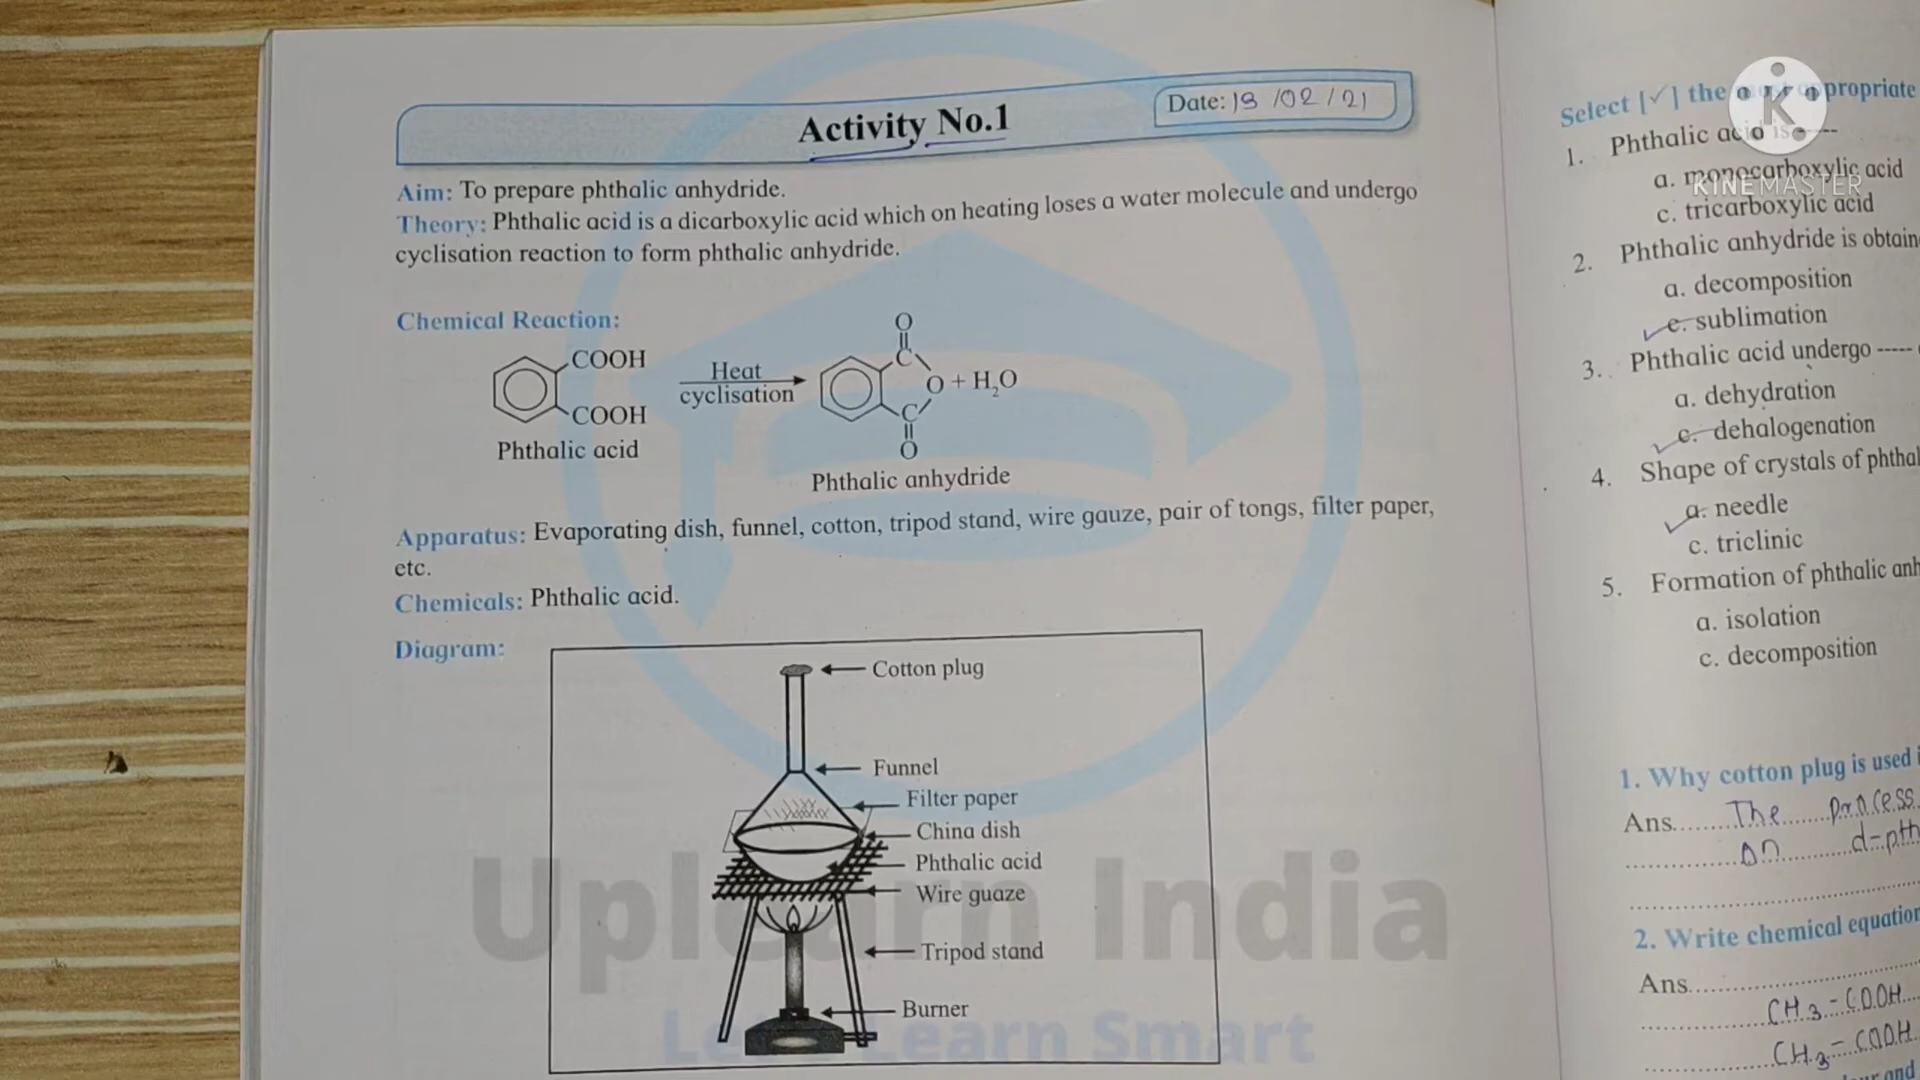 Activity No.1
Date: 19/02/21
Aim: To prepare phthalic anhydride.
Theory: Phthalic acid is a dicarboxylic acid which on heating loses a water molecule and undergo
cyclisation reaction to form phthalic anhydride.
Chemical Reaction:
COOH
COOH
Phthalic acid
Heat
cyclisation
O
C
O + H₂O
C
O
Phthalic anhydride
Apparatus: Evaporating dish, funnel, cotton, tripod stand, wire gauze, pair of tongs, filter paper,
etc.
Chemicals: Phthalic acid.
Diagram:
Cotton plug
Funnel
Filter paper
China dish
Phthalic acid
Wire guaze
Tripod stand
Burner
Uplearn India
Learn Smart
Select [✓] the propriate
1. Phthalic acid is -----
a. monocarboxylic acid
c. tricarboxylic acid
2. Phthalic anhydride is obtain
a. decomposition
c. sublimation
3. Phthalic acid undergo -----
a. dehydration
c. dehalogenation
4. Shape of crystals of phthal
a. needle
c. triclinic
5. Formation of phthalic anh
a. isolation
c. decomposition
1. Why cotton plug is used i
Ans. The process
on
2. Write chemical equation
Ans.
CH₃-COOH
CH₃-COOH
and
K
KINEMASTER